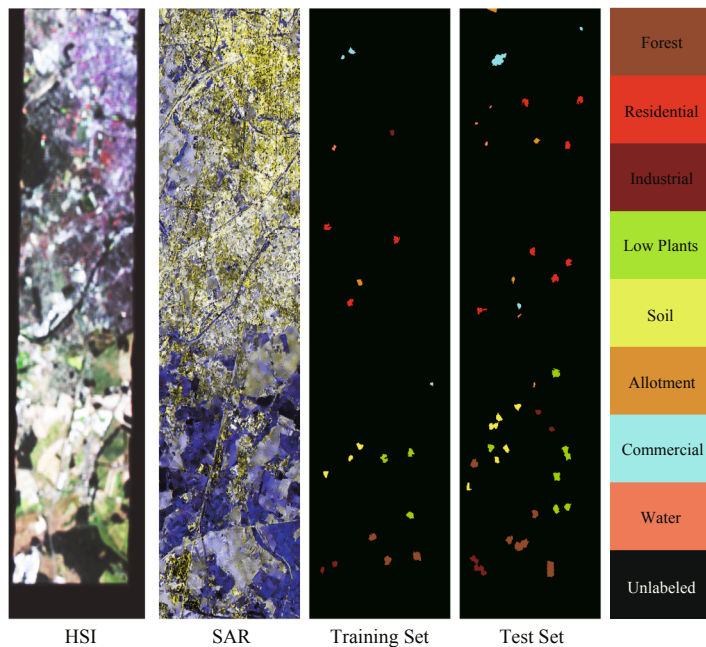 Forest
Residential
Industrial
Low Plants
Soil
Allotment
Commercial
Water
Unlabeled
HSI SAR Training Set Test Set